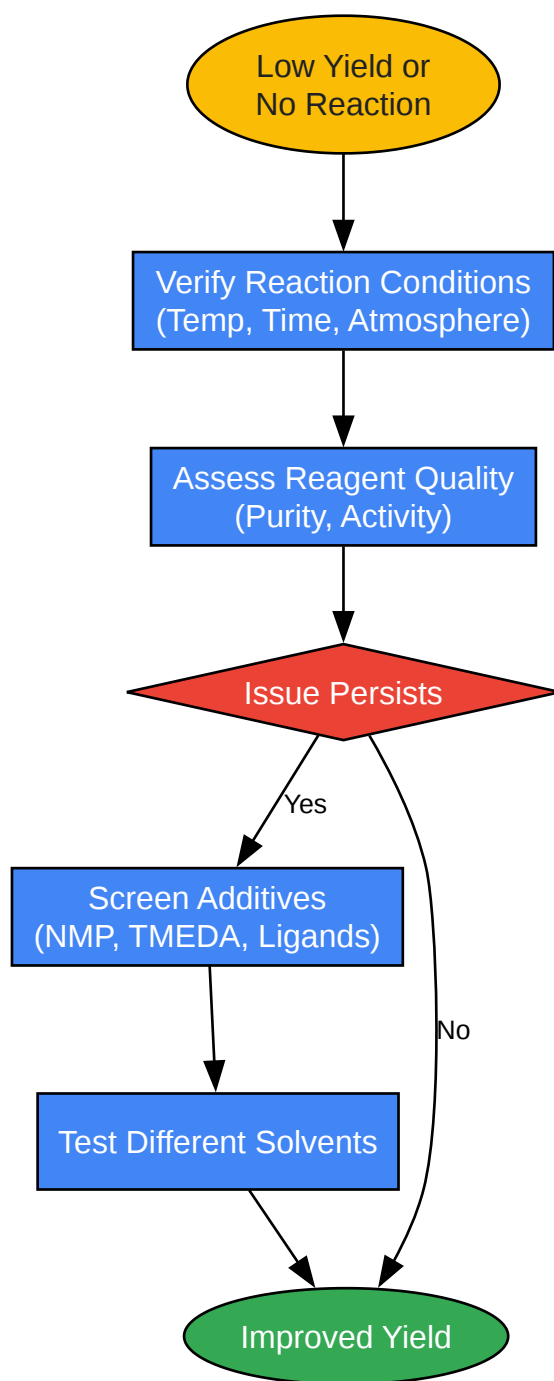 Low Yield or
No Reaction
Verify Reaction Conditions
(Temp, Time, Atmosphere)
Assess Reagent Quality
(Purity, Activity)
Issue Persists
Yes
Screen Additives
(NMP, TMEDA, Ligands)
No
Test Different Solvents
Improved Yield